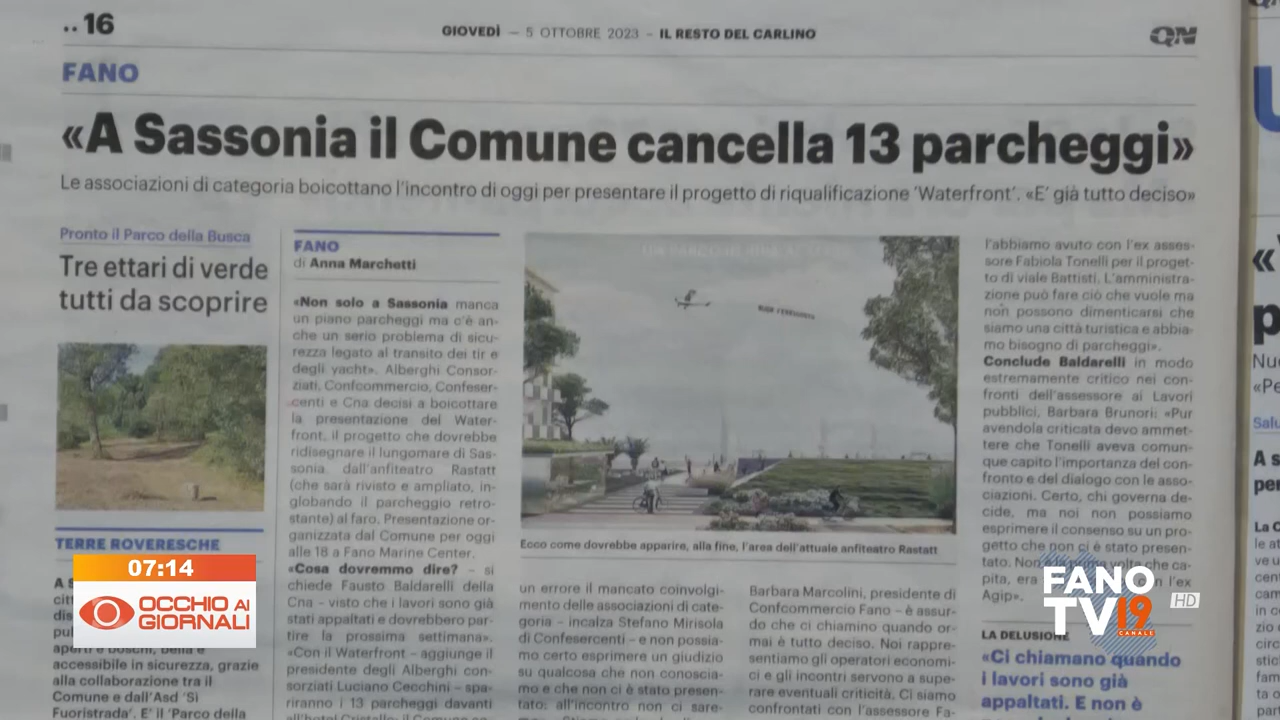 .. 16
GIOVEDÌ — 5 OTTOBRE 2023 – IL RESTO DEL CARLINO
QN
FANO
«A Sassonia il Comune cancella 13 parcheggi»
Le associazioni di categoria boicottano l'incontro di oggi per presentare il progetto di riqualificazione 'Waterfront'. «E' già tutto deciso»
Pronto il Parco della Busca
Tre ettari di verde
tutti da scoprire
TERRE ROVERESCHE
accessibile in sicurezza, grazie
alla collaborazione tra il
Comune e dall'Asd 'Si
Fuoristrada'. E' il 'Parco della
FANO
di Anna Marchetti
«Non solo a Sassonia manca
un piano parcheggi ma c'è an-
che un serio problema di sicu-
rezza legato al transito dei tir e
degli yacht». Alberghi Consor-
ziati, Confcommercio, Confeser-
centi e Cna decisi a boicottare
la presentazione del Water-
front, il progetto che dovrebbe
ridisegnare il lungomare di Sas-
sonia dall'anfiteatro Rastatt
(che sarà rivisto e ampliato, in-
globando il parcheggio retro-
stante) al faro. Presentazione or-
ganizzata dal Comune per oggi
alle 18 a Fano Marine Center.
«Cosa dovremmo dire? – si
chiede Fausto Baldarelli della
Cna – visto che i lavori sono già
stati appaltati e dovrebbero par-
tire la prossima settimana».
«Con il Waterfront – aggiunge il
presidente degli Alberghi con-
sorziati Luciano Cecchini – spa-
riranno i 13 parcheggi davanti
Ecco come dovrebbe apparire, alla fine, l'area dell'attuale anfiteatro Rastatt
un errore il mancato coinvolgi-
mento delle associazioni di cate-
goria – incalza Stefano Mirisola
di Confesercenti – e non possia-
mo certo esprimere un giudizio
su qualcosa che non conoscia-
mo e che non ci è stato presen-
tato: all'incontro non ci sare-
Barbara Marcolini, presidente di
Confcommercio Fano – è assur-
do che ci chiamino quando or-
mai è tutto deciso. Noi rappre-
sentiamo gli operatori economi-
ci e gli incontri servono a supe-
rare eventuali criticità. Ci siamo
confrontati con l'assessore Fa-
l'abbiamo avuto con l'ex asses-
sore Fabiola Tonelli per il proget-
to di viale Battisti. L'amministra-
zione può fare ciò che vuole ma
non possono dimenticarsi che
siamo una città turistica e abbia-
mo bisogno di parcheggi».
Conclude Baldarelli in modo
estremamente critico nei con-
fronti dell'assessore ai Lavori
pubblici, Barbara Brunori: «Pur
avendola criticata devo ammet-
tere che Tonelli aveva comun-
que capito l'importanza del con-
fronto e del dialogo con le asso-
ciazioni. Certo, chi governa de-
cide, ma noi non possiamo
esprimere il consenso su un pro-
getto che non ci è stato presen-
tato. Non volta che ca-
pita, era l'ex
Agip».
LA DELUSIONE
«Ci chiamano quando
i lavori sono già
appaltati. E non è
07:14
OCCHIO AI
GIORNALI
FANO
TV 19
CANALE
HD